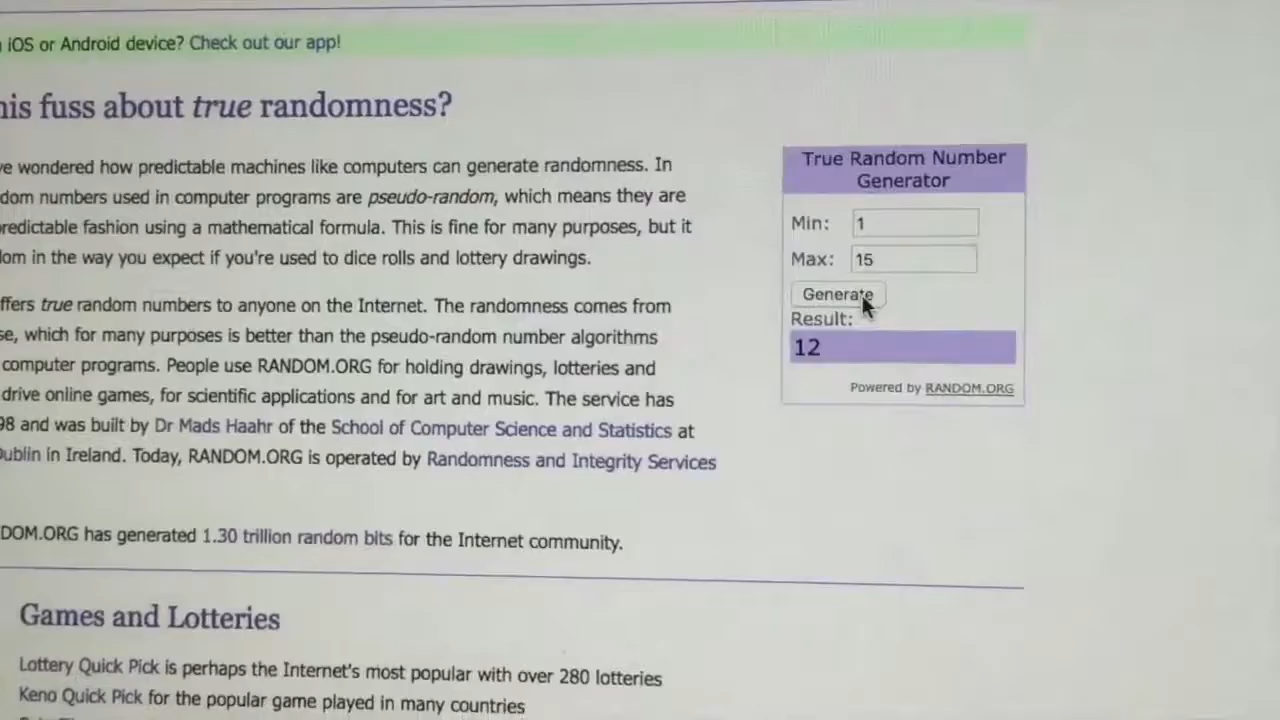 iOS or Android device? Check out our app!
his fuss about true randomness?
ve wondered how predictable machines like computers can generate randomness. In
dom numbers used in computer programs are pseudo-random, which means they are
redictable fashion using a mathematical formula. This is fine for many purposes, but it
lom in the way you expect if you're used to dice rolls and lottery drawings.
ffers true random numbers to anyone on the Internet. The randomness comes from
se, which for many purposes is better than the pseudo-random number algorithms
computer programs. People use RANDOM.ORG for holding drawings, lotteries and
drive online games, for scientific applications and for art and music. The service has
98 and was built by Dr Mads Haahr of the School of Computer Science and Statistics at
Dublin in Ireland. Today, RANDOM.ORG is operated by Randomness and Integrity Services
DOM.ORG has generated 1.30 trillion random bits for the Internet community.
True Random Number
Generator
Min: 1
Max: 15
Generate
Result:
12
Powered by RANDOM.ORG
Games and Lotteries
Lottery Quick Pick is perhaps the Internet's most popular with over 280 lotteries
Keno Quick Pick for the popular game played in many countries